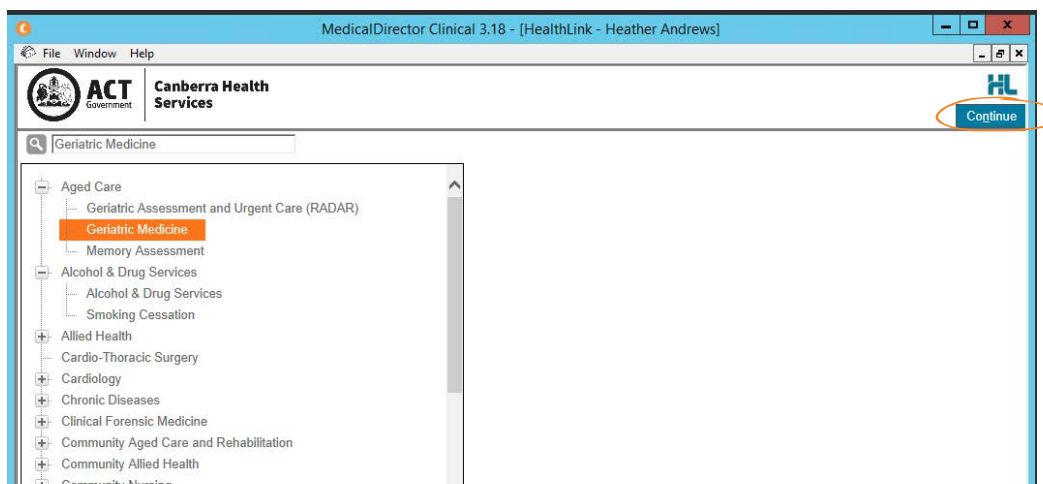 MedicalDirector Clinical 3.18 - [HealthLink - Heather Andrews]
File Window Help
ACT
Government
Canberra Health
Services
HL
Continue
Geriatric Medicine
Aged Care
Geriatric Assessment and Urgent Care (RADAR)
Geriatric Medicine
Memory Assessment
Alcohol & Drug Services
Alcohol & Drug Services
Smoking Cessation
Allied Health
Cardio-Thoracic Surgery
Cardiology
Chronic Diseases
Clinical Forensic Medicine
Community Aged Care and Rehabilitation
Community Allied Health
Community Nursing